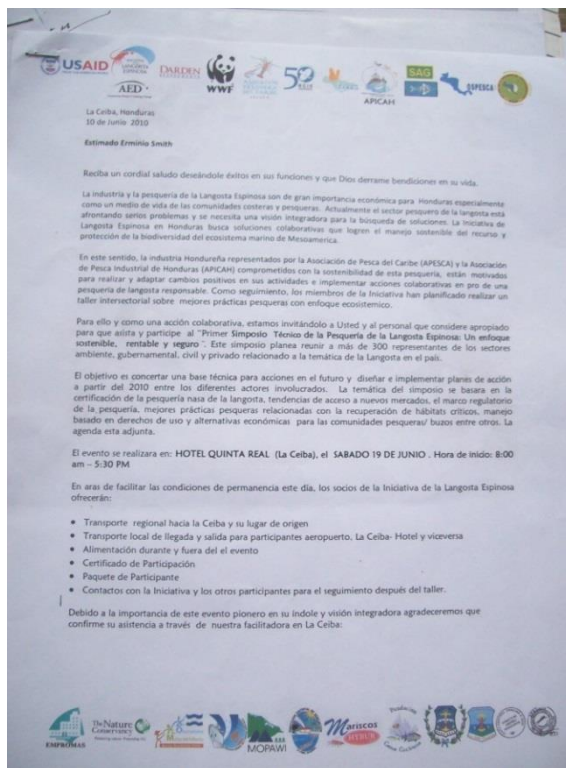 USAID
LANGOSTA ESPINOSA
DARDEN
WWF
50
APICAH
SAG
OSPESCA
AED
La Ceiba, Honduras
10 de Junio 2010
Estimado Erminio Smith
Reciba un cordial saludo deseándole éxitos en sus funciones y que Dios derrame bendiciones en su vida.
La industria y la pesquería de la Langosta Espinosa son de gran importancia económica para Honduras especialmente
como un medio de vida de las comunidades costeras y pesqueras. Actualmente el sector pesquero de la langosta está
afrontando serios problemas y se necesita una visión integradora para la búsqueda de soluciones. La Iniciativa de
Langosta Espinosa en Honduras busca soluciones colaborativas que logren el manejo sostenible del recurso y
protección de la biodiversidad del ecosistema marino de Mesoamerica.
En este sentido, la industria Hondureña representados por la Asociación de Pesca del Caribe (APESCA) y la Asociación
de Pesca Industrial de Honduras (APICAH) comprometidos con la sostenibilidad de esta pesquería, están motivados
para realizar y adaptar cambios positivos en sus actividades e implementar acciones colaborativas en pro de una
pesquería de langosta responsable. Como seguimiento, los miembros de la Iniciativa han planificado realizar un
taller intersectorial sobre mejores prácticas pesqueras con enfoque ecosistemico.
Para ello y como una acción colaborativa, estamos invitándolo a Usted y al personal que considere apropiado
para que asista y participe al "Primer Simposio Técnico de la Pesquería de la Langosta Espinosa: Un enfoque
sostenible, rentable y seguro". Este simposio planea reunir a más de 300 representantes de los sectores
ambiente, gubernamental, civil y privado relacionado a la temática de la Langosta en el país.
El objetivo es concertar una base técnica para acciones en el futuro y diseñar e implementar planes de acción
a partir del 2010 entre los diferentes actores involucrados. La temática del simposio se basara en la
certificación de la pesquería nasa de la langosta, tendencias de acceso a nuevos mercados, el marco regulatorio
de la pesquería, mejores prácticas pesqueras relacionadas con la recuperación de hábitats críticos, manejo
basado en derechos de uso y alternativas económicas para las comunidades pesqueras/ buzos entre otros. La
agenda esta adjunta.
El evento se realizara en: HOTEL QUINTA REAL (La Ceiba), el SABADO 19 DE JUNIO . Hora de inicio: 8:00
am – 5:30 PM
En aras de facilitar las condiciones de permanencia este día, los socios de la Iniciativa de la Langosta Espinosa
ofrecerán:
• Transporte regional hacia la Ceiba y su lugar de origen
• Transporte local de llegada y salida para participantes aeropuerto, La Ceiba- Hotel y viceversa
• Alimentación durante y fuera del el evento
• Certificado de Participación
• Paquete de Participante
• Contactos con la Iniciativa y los otros participantes para el seguimiento después del taller.
Debido a la importancia de este evento pionero en su índole y visión integradora agradeceremos que
confirme su asistencia a través de nuestra facilitadora en La Ceiba:
EMPROMAS
The Nature Conservancy
MOPAWI
Mariscos
HYBUR